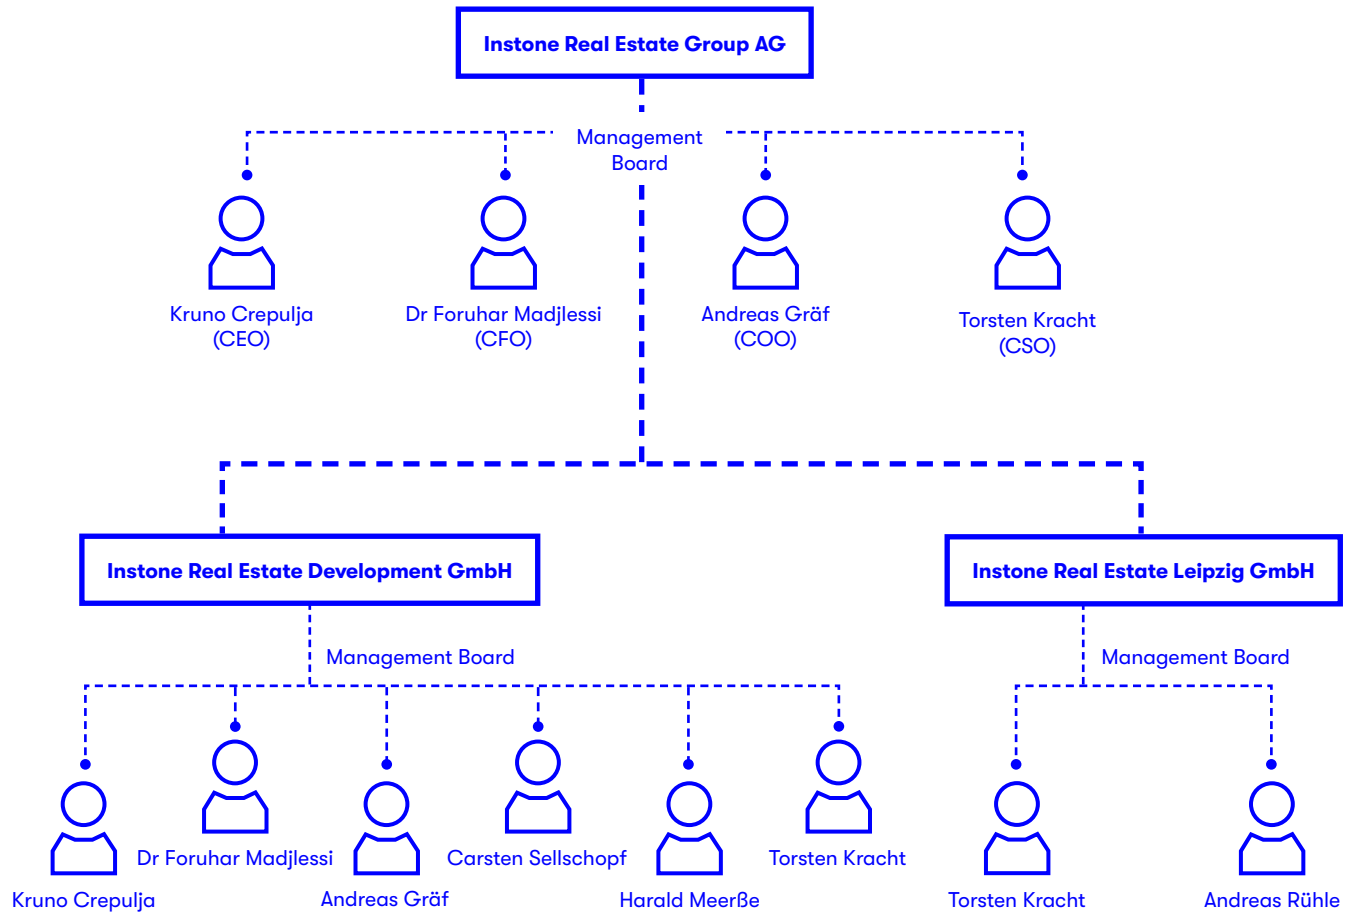 Instone Real Estate Group AG
Management
Board
Kruno Crepulja
(CEO)
Dr Foruhar Madjlessi
(CFO)
Andreas Gräf
(COO)
Torsten Kracht
(CSO)
Instone Real Estate Development GmbH
Instone Real Estate Leipzig GmbH
Management Board
Management Board
Kruno Crepulja
Dr Foruhar Madjlessi
Andreas Gräf
Carsten Sellschopf
Harald Meerße
Torsten Kracht
Torsten Kracht
Andreas Rühle